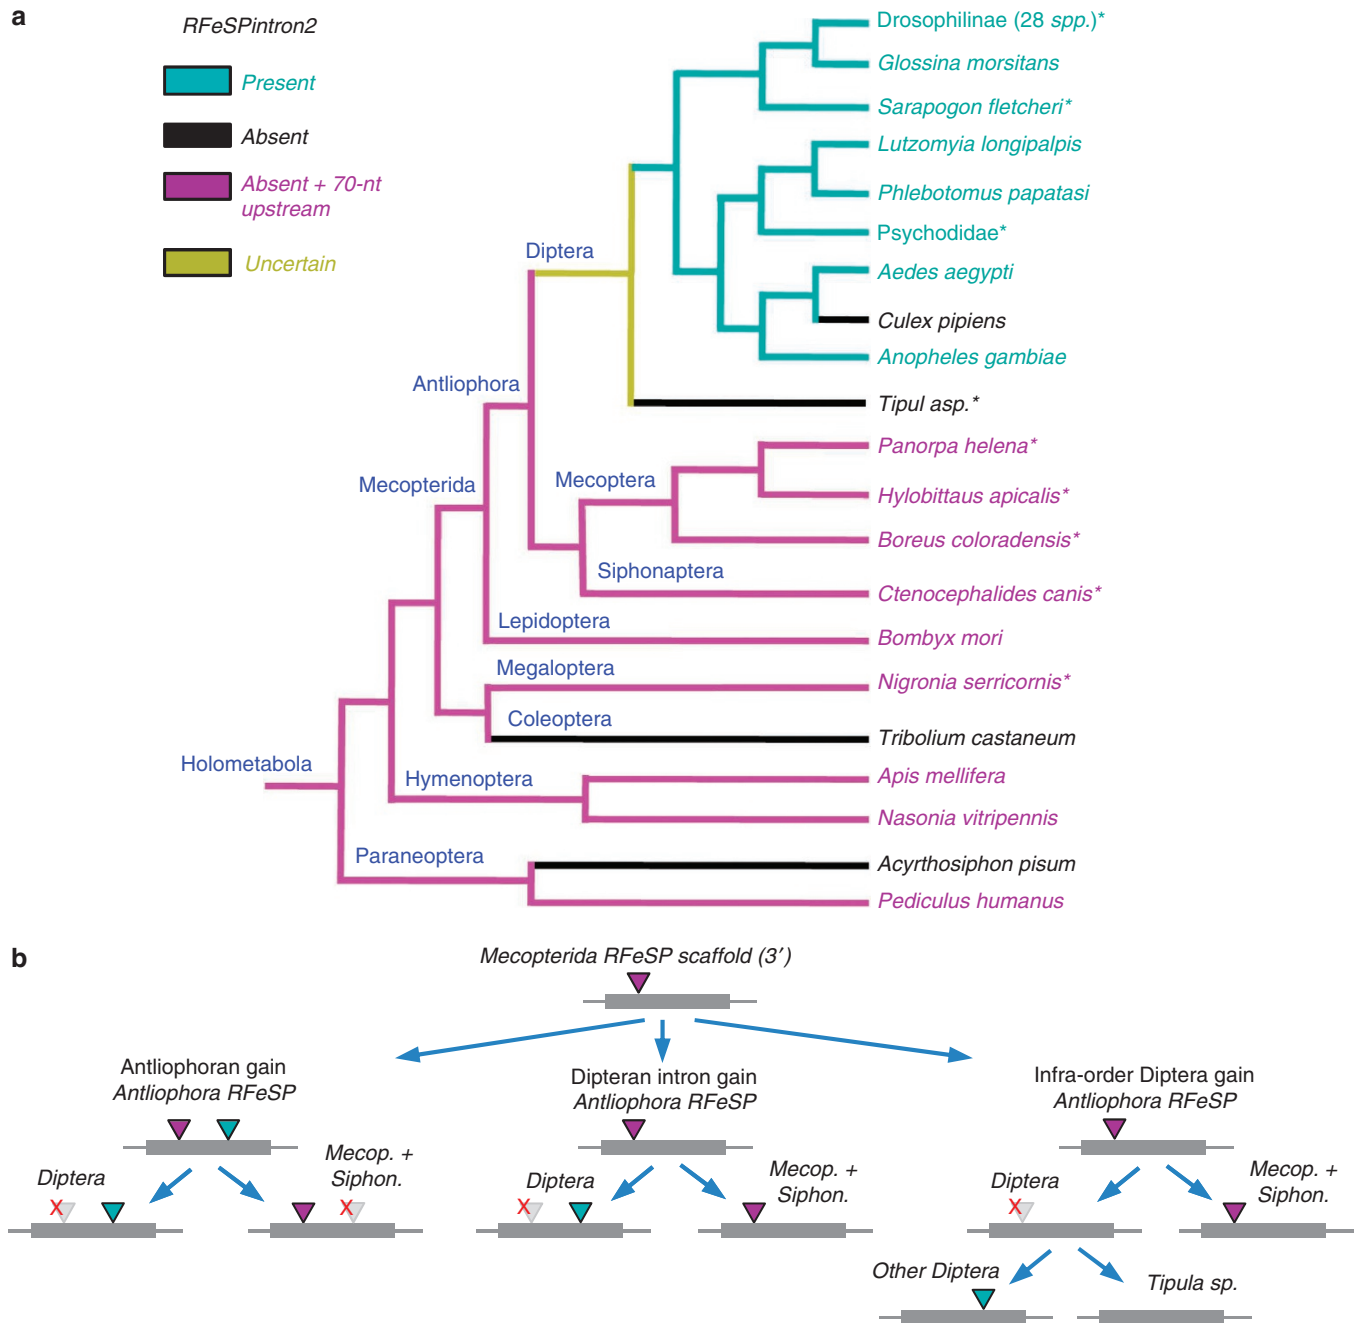 a
RFeSPintron2
Present
Absent
Absent + 70-nt
upstream
Uncertain
Drosophilinae (28 spp.)*
Glossina morsitans
Sarapogon fletcheri*
Lutzomyia longipalpis
Phlebotomus papatasi
Psychodidae*
Aedes aegypti
Culex pipiens
Anopheles gambiae
Tipul asp.*
Panorpa helena*
Hylobittaus apicalis*
Boreus coloradensis*
Ctenocephalides canis*
Bombyx mori
Nigronia serricornis*
Tribolium castaneum
Apis mellifera
Nasonia vitripennis
Acyrthosiphon pisum
Pediculus humanus
Diptera
Antliophora
Mecopterida
Mecoptera
Siphonaptera
Lepidoptera
Megaloptera
Coleoptera
Holometabola
Hymenoptera
Paraneoptera
b
Mecopterida RFeSP scaffold (3′)
Antliophoran gain
Antliophora RFeSP
Diptera
X
Mecop. +
Siphon.
X
Dipteran intron gain
Antliophora RFeSP
Diptera
X
Mecop. +
Siphon.
Infra-order Diptera gain
Antliophora RFeSP
Diptera
X
Mecop. +
Siphon.
Other Diptera
Tipula sp.